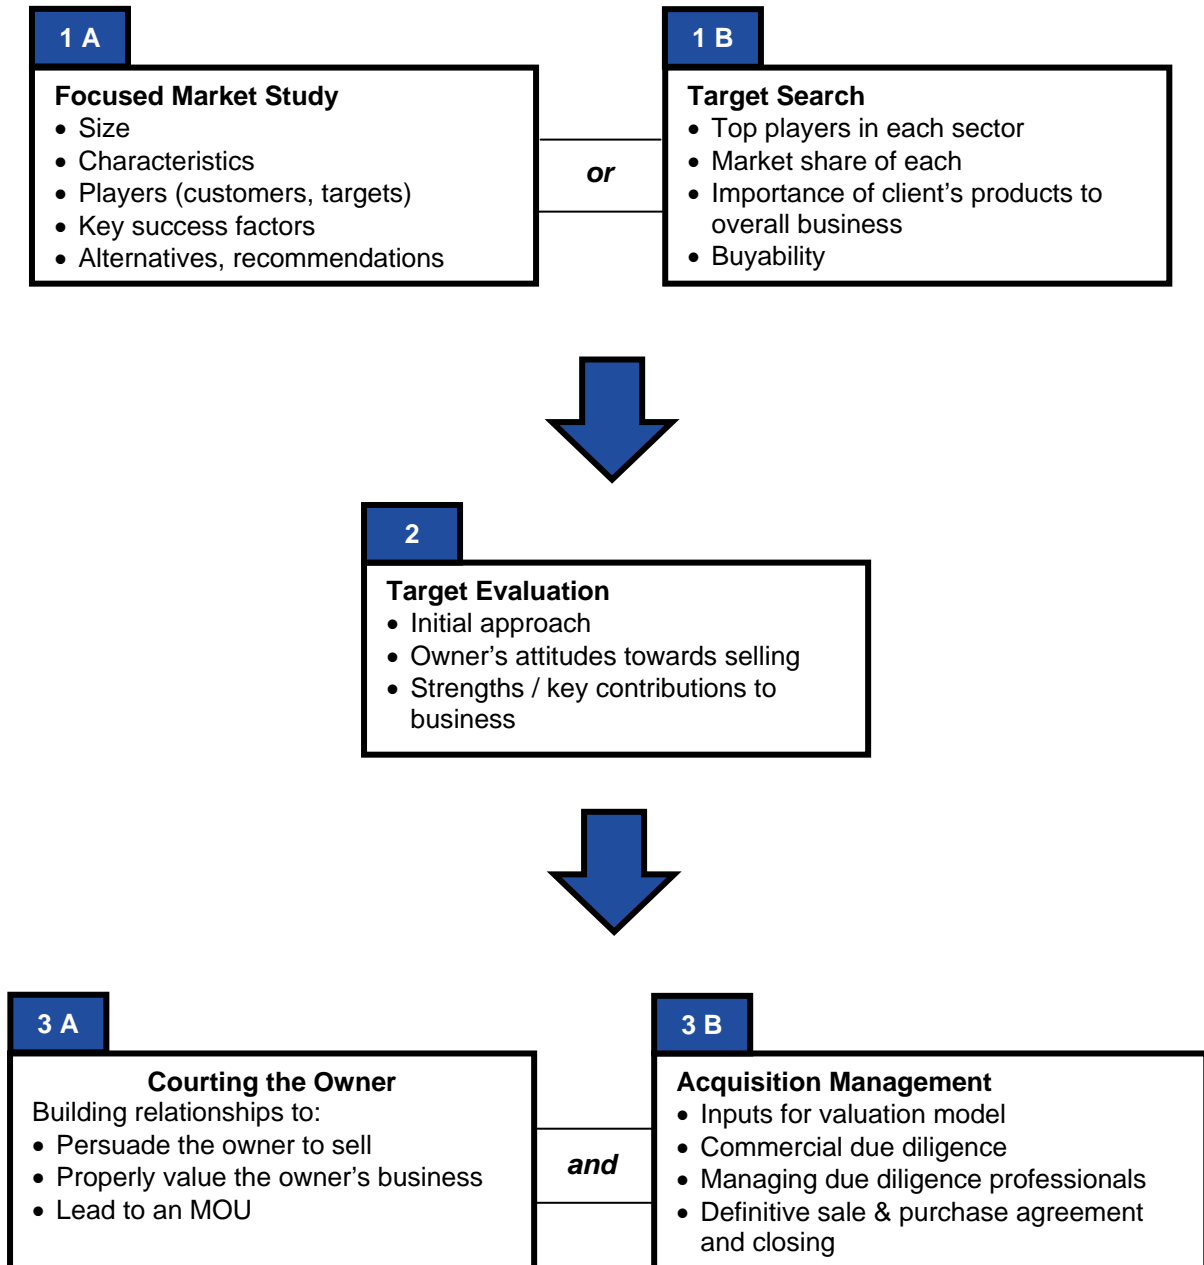 1 A
Focused Market Study
• Size
• Characteristics
• Players (customers, targets)
• Key success factors
• Alternatives, recommendations
or
1 B
Target Search
• Top players in each sector
• Market share of each
• Importance of client’s products to
overall business
• Buyability
2
Target Evaluation
• Initial approach
• Owner’s attitudes towards selling
• Strengths / key contributions to
business
3 A
Courting the Owner
Building relationships to:
• Persuade the owner to sell
• Properly value the owner’s business
• Lead to an MOU
and
3 B
Acquisition Management
• Inputs for valuation model
• Commercial due diligence
• Managing due diligence professionals
• Definitive sale & purchase agreement
and closing